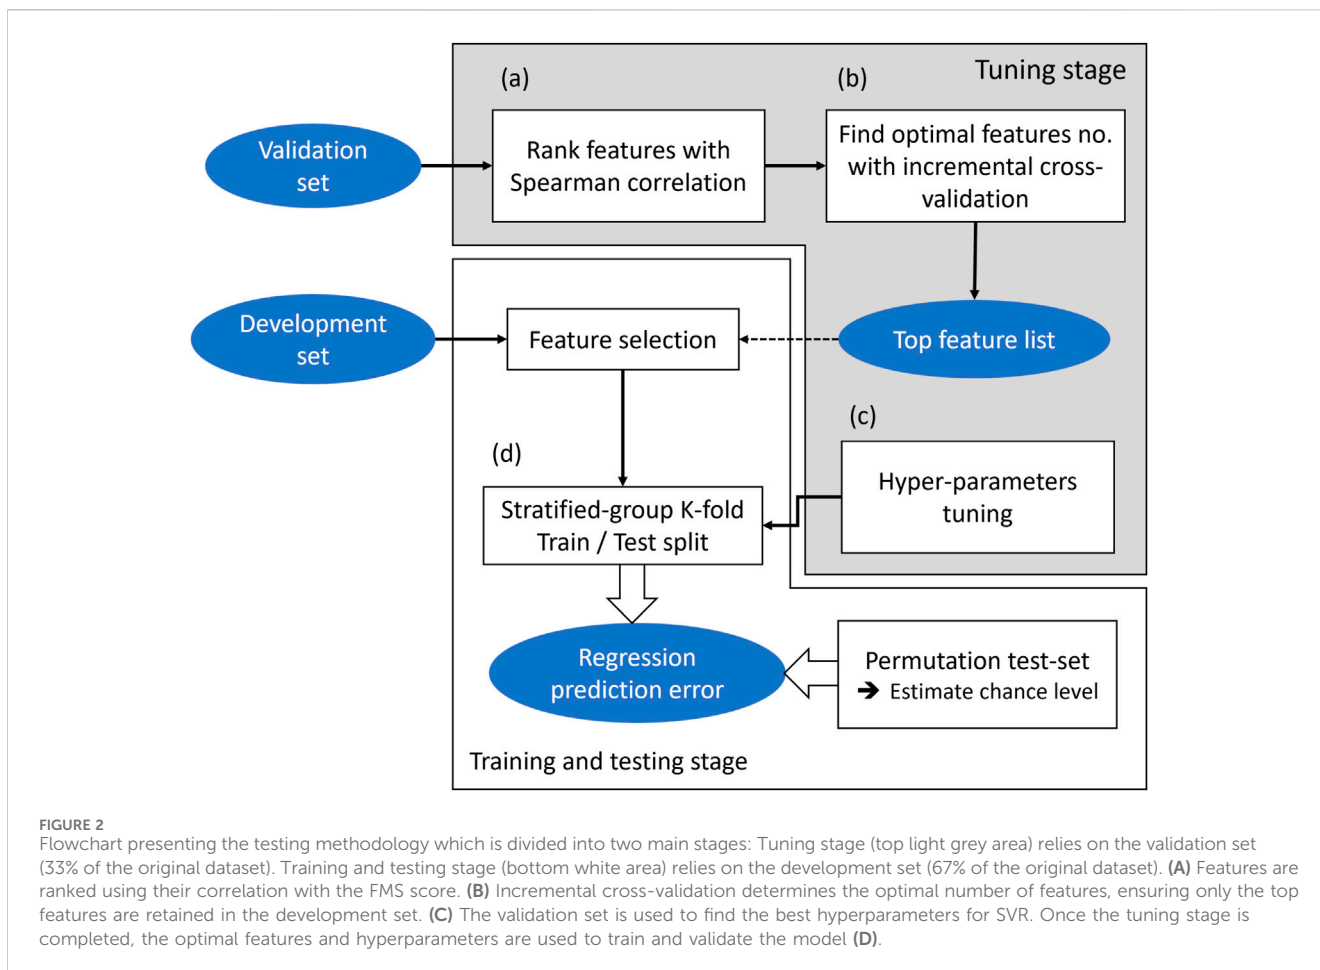 Tuning stage
(a)
(b)
Validation
set
Rank features with
Spearman correlation
Find optimal features no.
with incremental cross-
validation
Development
set
Feature selection
Top feature list
(c)
(d)
Hyper-parameters
tuning
Stratified-group K-fold
Train / Test split
Regression
prediction error
Permutation test-set
➔ Estimate chance level
Training and testing stage
FIGURE 2
Flowchart presenting the testing methodology which is divided into two main stages: Tuning stage (top light grey area) relies on the validation set
(33% of the original dataset). Training and testing stage (bottom white area) relies on the development set (67% of the original dataset). (A) Features are
ranked using their correlation with the FMS score. (B) Incremental cross-validation determines the optimal number of features, ensuring only the top
features are retained in the development set. (C) The validation set is used to find the best hyperparameters for SVR. Once the tuning stage is
completed, the optimal features and hyperparameters are used to train and validate the model (D).